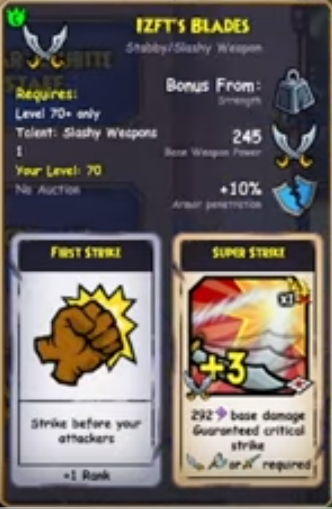 IZFT'S BLADES
Stabby/Slashy Weapon
Requires:
Level 70+ only
Talent: Slashy Weapons
1
Your Level: 70
No Auction
Bonus From:
Strength
245
Base Weapon Power
+10%
Armor penetration
FIRST STRIKE
Strike before your
attackers
+1 Rank
SUPER STRIKE
+3
292 base damage
Guaranteed critical
strike
or required